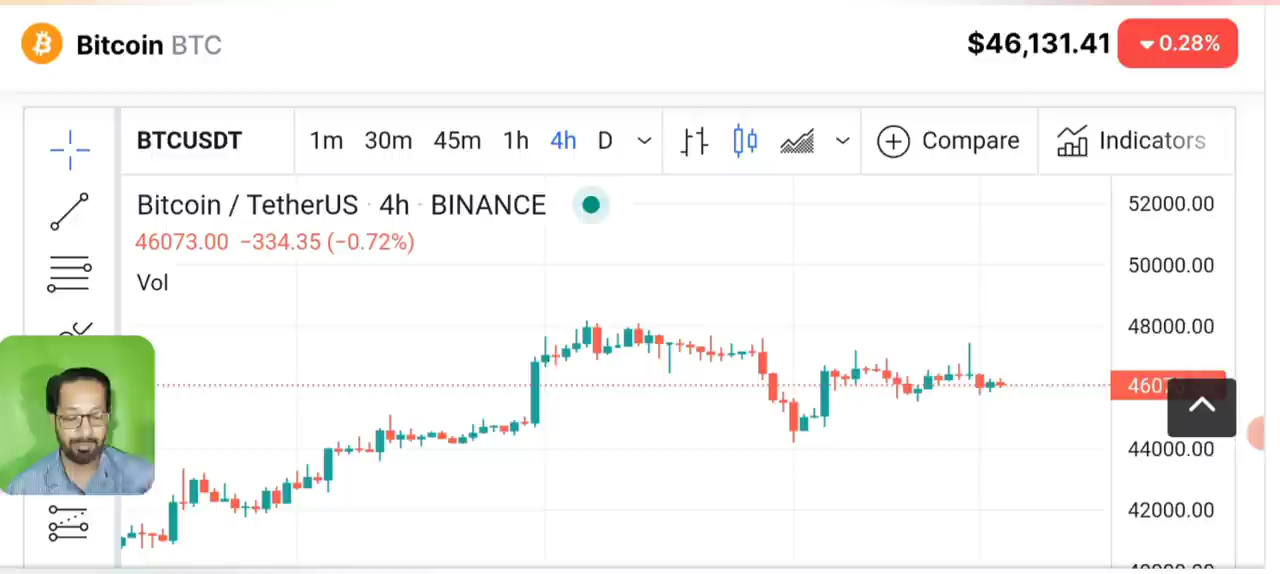 Bitcoin BTC
$46,131.41 ▼ 0.28%
BTCUSDT 1m 30m 45m 1h 4h D Compare Indicators
Bitcoin / TetherUS · 4h · BINANCE
46073.00 −334.35 (−0.72%)
Vol
52000.00
50000.00
48000.00
4607
44000.00
42000.00